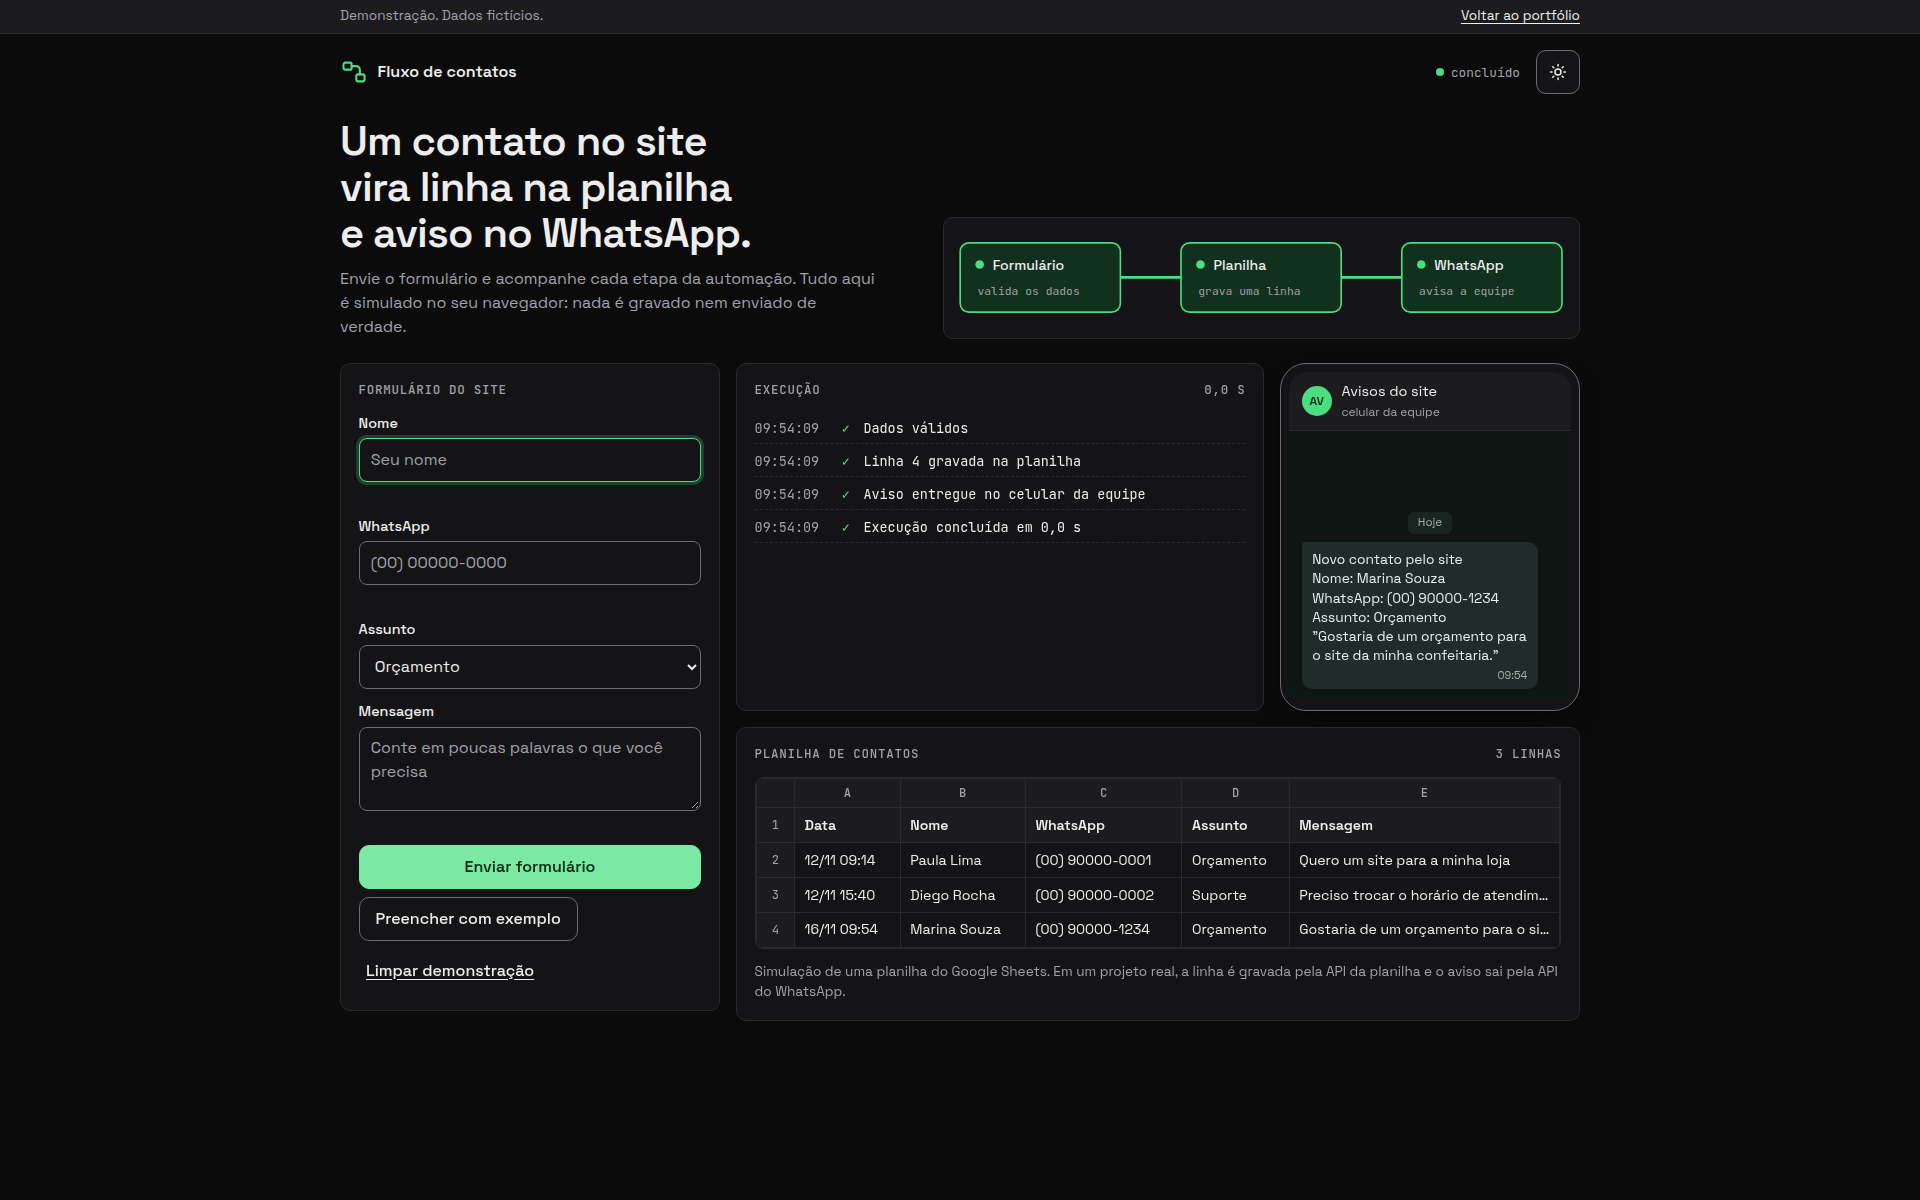 Demonstração. Dados fictícios.
Voltar ao portfólio
Fluxo de contatos
concluído
Um contato no site
vira linha na planilha
e aviso no WhatsApp.
Envie o formulário e acompanhe cada etapa da automação. Tudo aqui
é simulado no seu navegador: nada é gravado nem enviado de
verdade.
Formulário
valida os dados
Planilha
grava uma linha
WhatsApp
avisa a equipe
FORMULÁRIO DO SITE
Nome
Seu nome
WhatsApp
(00) 00000-0000
Assunto
Orçamento
Mensagem
Conte em poucas palavras o que você
precisa
Enviar formulário
Preencher com exemplo
Limpar demonstração
EXECUÇÃO 0,0 S
09:54:09 ✓ Dados válidos
09:54:09 ✓ Linha 4 gravada na planilha
09:54:09 ✓ Aviso entregue no celular da equipe
09:54:09 ✓ Execução concluída em 0,0 s
AV
Avisos do site
celular da equipe
Hoje
Novo contato pelo site
Nome: Marina Souza
WhatsApp: (00) 90000-1234
Assunto: Orçamento
"Gostaria de um orçamento para
o site da minha confeitaria."
09:54
PLANILHA DE CONTATOS 3 LINHAS
A B C D E
1 Data Nome WhatsApp Assunto Mensagem
2 12/11 09:14 Paula Lima (00) 90000-0001 Orçamento Quero um site para a minha loja
3 12/11 15:40 Diego Rocha (00) 90000-0002 Suporte Preciso trocar o horário de atendim...
4 16/11 09:54 Marina Souza (00) 90000-1234 Orçamento Gostaria de um orçamento para o si...
Simulação de uma planilha do Google Sheets. Em um projeto real, a linha é gravada pela API da planilha e o aviso sai pela API
do WhatsApp.